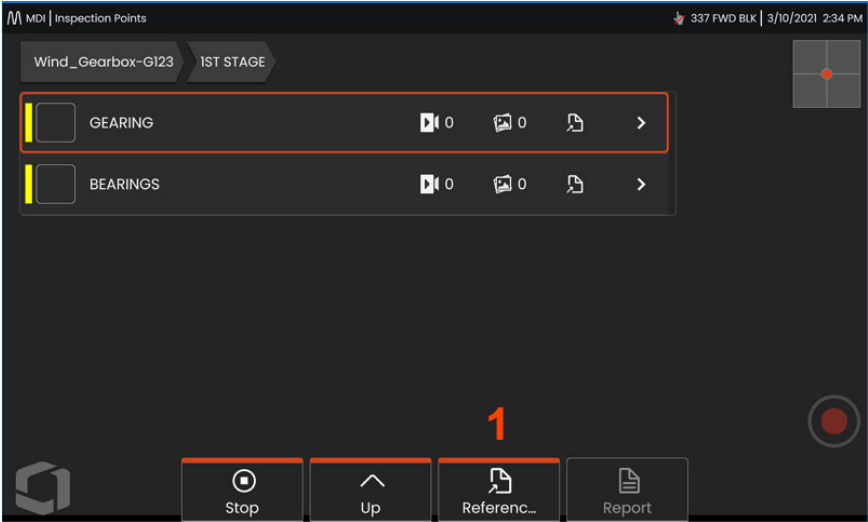 MDI | Inspection Points
337 FWD BLK | 3/10/2021 2:34 PM
Wind_Gearbox-G123
1ST STAGE
GEARING 0 0
BEARINGS 0 0
1
Stop
Up
Referenc...
Report